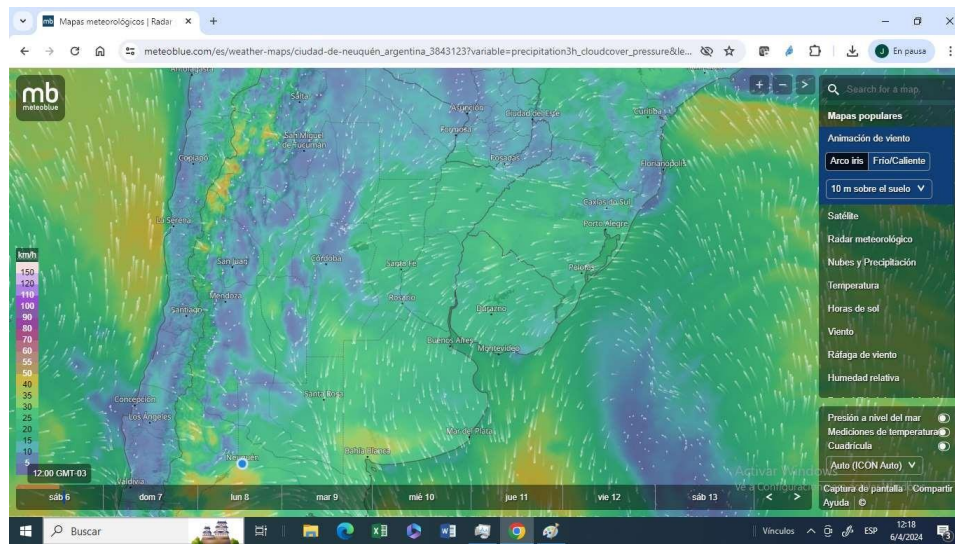 Mapas meteorológicos | Radar
meteoblue.com/es/weather-maps/ciudad-de-neuquén_argentina_3843123?variable=precipitation3h_cloudcover_pressure&le...
En pausa
mb
meteoblue
Salta
Asunción
Ciudad del Este
Curitiba
Formosa
San Miguel
de Tucumán
Copiapó
Posadas
Florianópolis
Caxias do Sul
La Serena
Porto Alegre
San Juan
Córdoba
Santa Fe
Pelotas
Mendoza
Rosario
Santiago
Durazno
Buenos Aires
Montevideo
Concepción
Santa Rosa
Los Ángeles
Mar del Plata
Bahía Blanca
Neuquén
Valdivia
km/h
150
120
110
100
90
80
70
60
55
50
40
35
30
25
20
15
10
5
12:00 GMT-03
Search for a map.
Mapas populares
Animación de viento
Arco iris Frío/Caliente
10 m sobre el suelo
Satélite
Radar meteorológico
Nubes y Precipitación
Temperatura
Horas de sol
Viento
Ráfaga de viento
Humedad relativa
Presión a nivel del mar
Mediciones de temperatura
Cuadrícula
Auto (ICON Auto)
Captura de pantalla Compartir
Ayuda ©
Activar Windows
Ve a Configuración
sáb 6 dom 7 lun 8 mar 9 mié 10 jue 11 vie 12 sáb 13
Buscar
Vínculos
ESP
12:18
6/4/2024
3